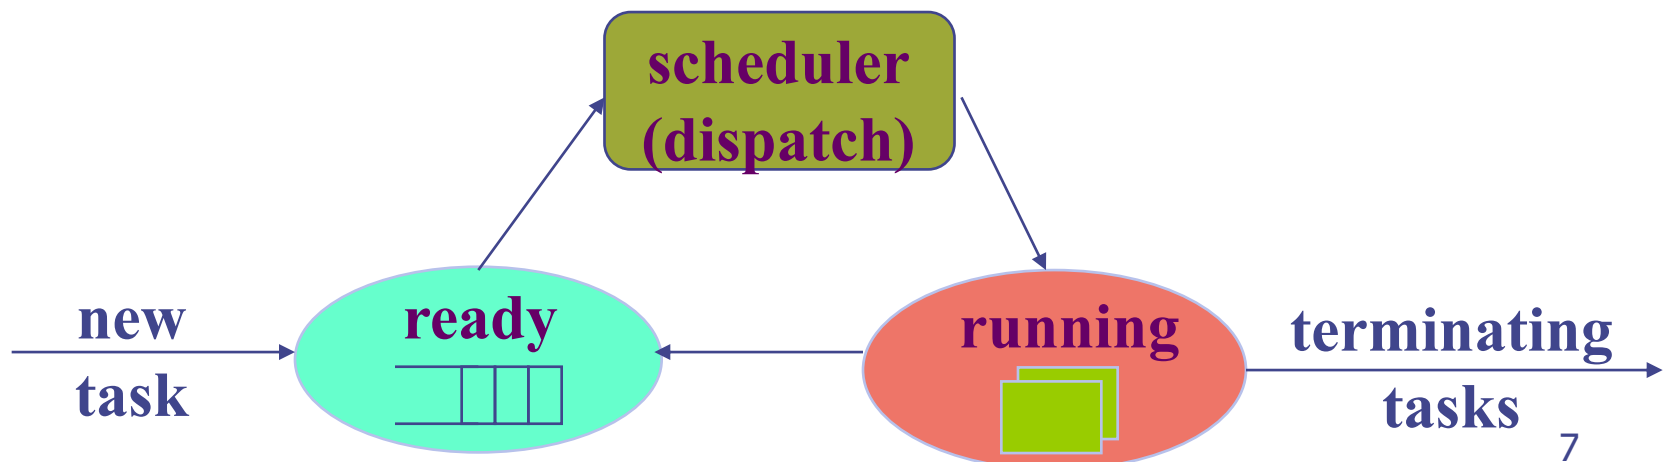 scheduler
(dispatch)
new
task
ready
running
terminating
tasks
7